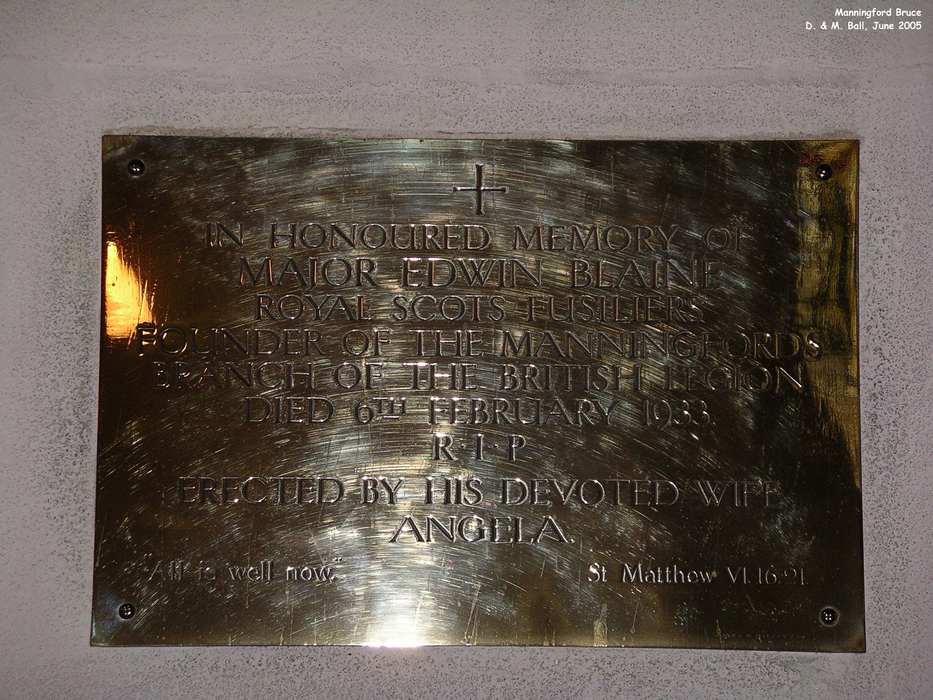 Manningford Bruce
D. & M. Ball, June 2005
IN HONOURED MEMORY OF
MAJOR EDWIN BLAINE
ROYAL SCOTS FUSILIERS
FOUNDER OF THE MANNINGFORDS
BRANCH OF THE BRITISH LEGION
DIED 6TH FEBRUARY 1933.
R·I·P
ERECTED BY HIS DEVOTED WIFE
ANGELA.
"All is well now."
St Matthew VI.16-21.